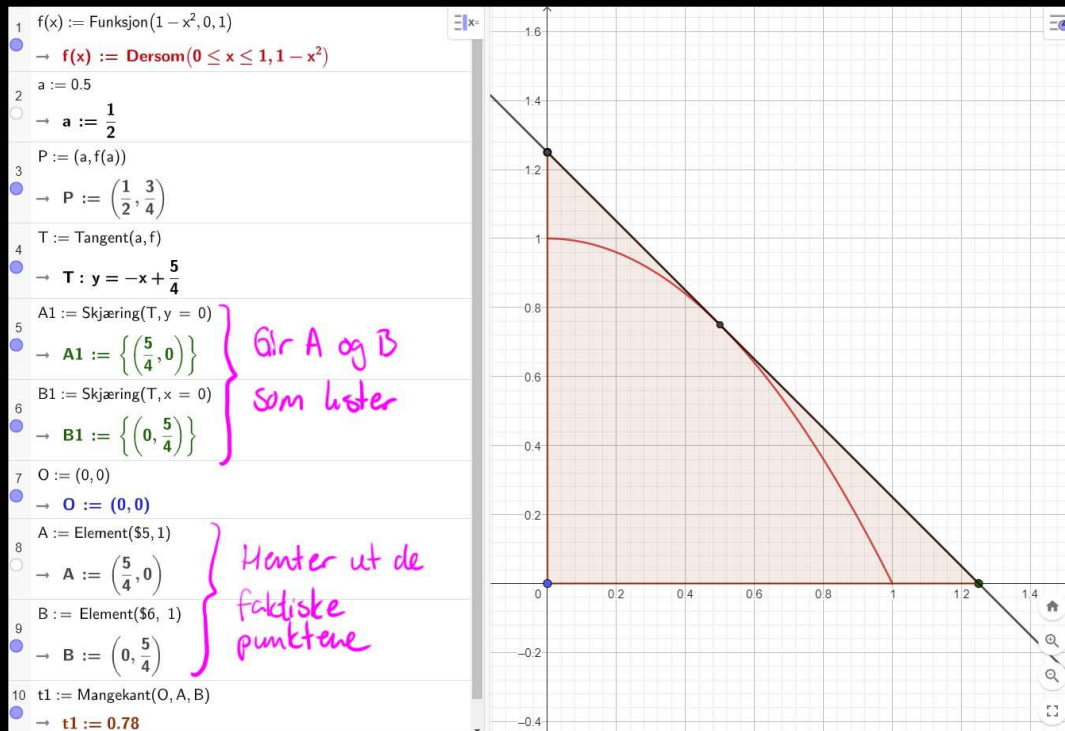 1 f(x) := Funksjon(1 − x², 0, 1)
→ f(x) := Dersom(0 ≤ x ≤ 1, 1 − x²)
2 a := 0.5
→ a := 1/2
3 P := (a, f(a))
→ P := (1/2, 3/4)
4 T := Tangent(a, f)
→ T : y = −x + 5/4
5 A1 := Skjæring(T, y = 0)
→ A1 := {(5/4, 0)}
6 B1 := Skjæring(T, x = 0)
→ B1 := {(0, 5/4)}
Gir A og B
som lister
7 O := (0, 0)
→ O := (0, 0)
8 A := Element($5, 1)
→ A := (5/4, 0)
9 B := Element($6, 1)
→ B := (0, 5/4)
Henter ut de
faktiske
punktene
10 t1 := Mangekant(O, A, B)
→ t1 := 0.78
x=
1.6
1.4
1.2
1
0.8
0.6
0.4
0.2
0 0.2 0.4 0.6 0.8 1 1.2 1.4
−0.2
−0.4